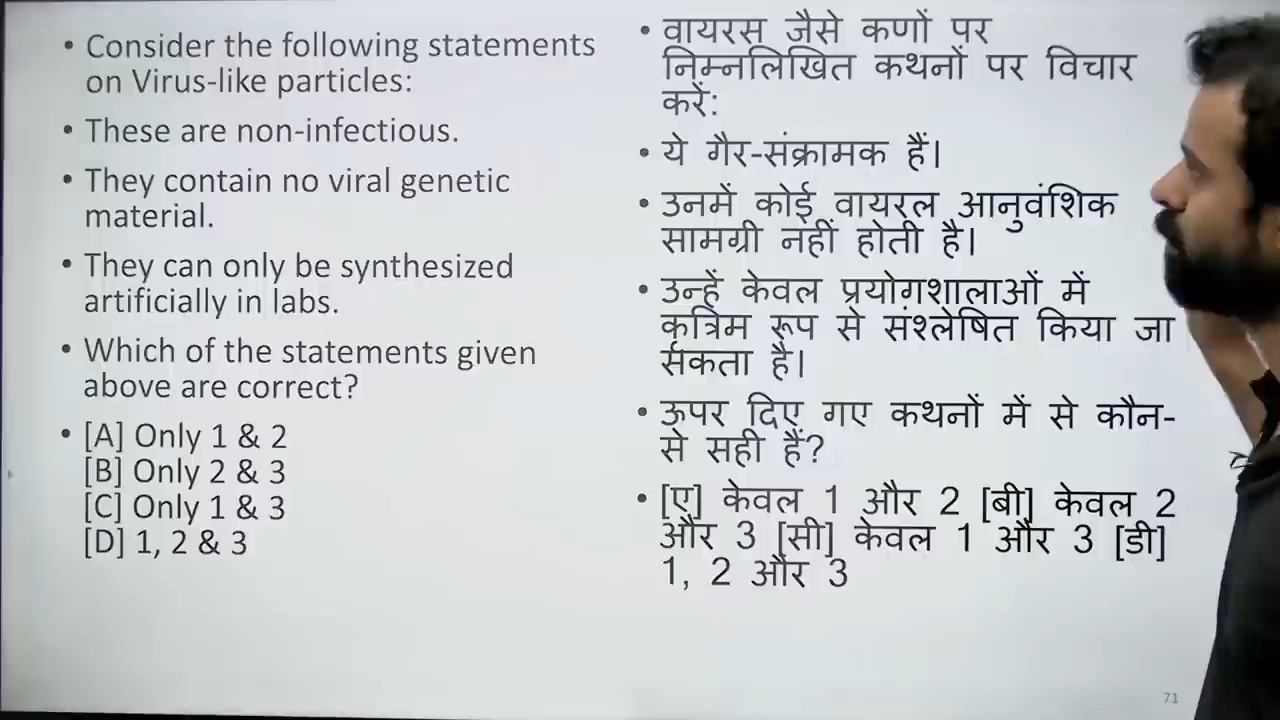 • Consider the following statements
on Virus-like particles:
• These are non-infectious.
• They contain no viral genetic
material.
• They can only be synthesized
artificially in labs.
• Which of the statements given
above are correct?
• [A] Only 1 & 2
[B] Only 2 & 3
[C] Only 1 & 3
[D] 1, 2 & 3
• वायरस जैसे कणों पर
निम्नलिखित कथनों पर विचार
करें:
• ये गैर-संक्रामक हैं।
• उनमें कोई वायरल आनुवंशिक
सामग्री नहीं होती है।
• उन्हें केवल प्रयोगशालाओं में
कृत्रिम रूप से संश्लेषित किया जा
सकता है।
• ऊपर दिए गए कथनों में से कौन-
से सही हैं?
• [ए] केवल 1 और 2 [बी] केवल 2
और 3 [सी] केवल 1 और 3 [डी]
1, 2 और 3
71